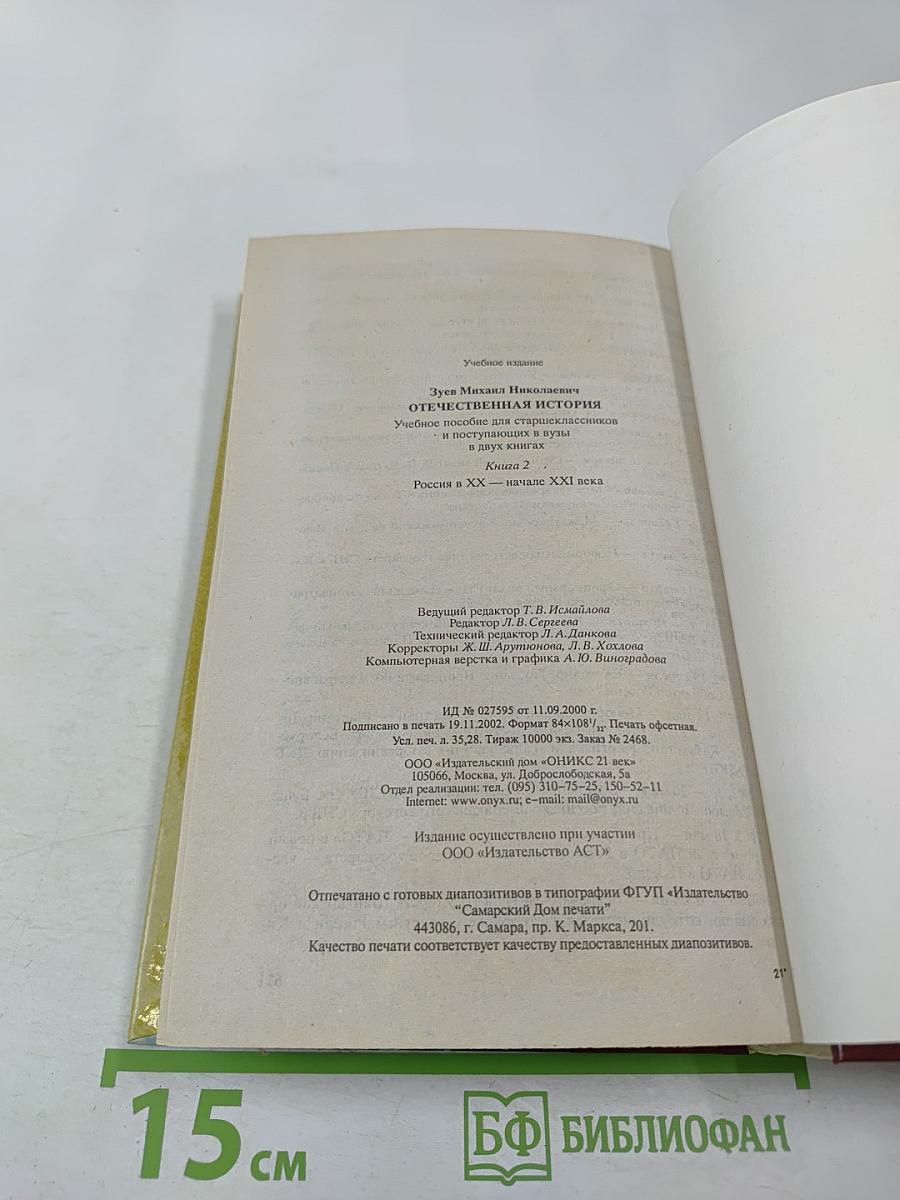 Учебное издание
Зуев Михаил Николаевич
ОТЕЧЕСТВЕННАЯ ИСТОРИЯ
Учебное пособие для старшеклассников
и поступающих в вузы
в двух книгах
Книга 2
Россия в XX — начале XXI века
Ведущий редактор Т. В. Исмайлова
Редактор Л. В. Сергеева
Технический редактор Л. А. Данкова
Корректоры Ж. Ш. Арутюнова, Л. В. Хохлова
Компьютерная верстка и графика А. Ю. Виноградова
ИД № 027595 от 11.09.2000 г.
Подписано в печать 19.11.2002. Формат 84×108¹/₃₂. Печать офсетная.
Усл. печ. л. 35,28. Тираж 10000 экз. Заказ № 2468.
ООО «Издательский дом «ОНИКС 21 век»
105066, Москва, ул. Доброслободская, 5а
Отдел реализации: тел. (095) 310-75-25, 150-52-11
Internet: www.onyx.ru; e-mail: mail@onyx.ru
Издание осуществлено при участии
ООО «Издательство АСТ»
Отпечатано с готовых диапозитивов в типографии ФГУП «Издательство
“Самарский Дом печати”
443086, г. Самара, пр. К. Маркса, 201.
Качество печати соответствует качеству предоставленных диапозитивов.
21*
15 см
БФ БИБЛИОФАН